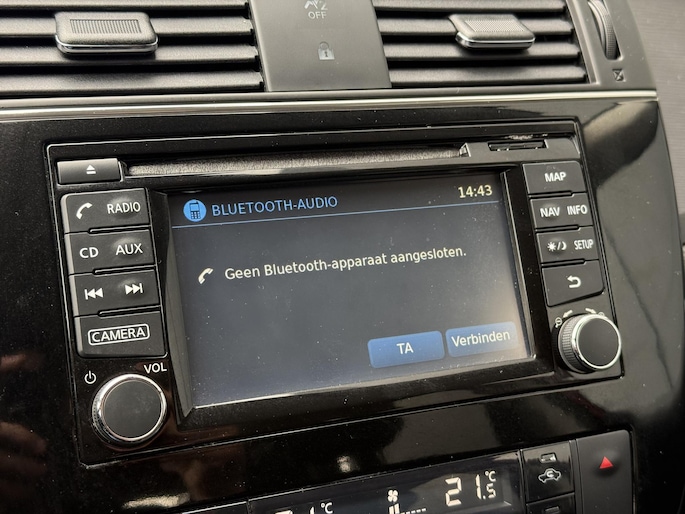 OFF
RADIO
CD AUX
CAMERA
VOL
BLUETOOTH-AUDIO 14:43
Geen Bluetooth-apparaat aangesloten.
TA Verbinden
MAP
NAV INFO
SETUP
21.5°C
°C